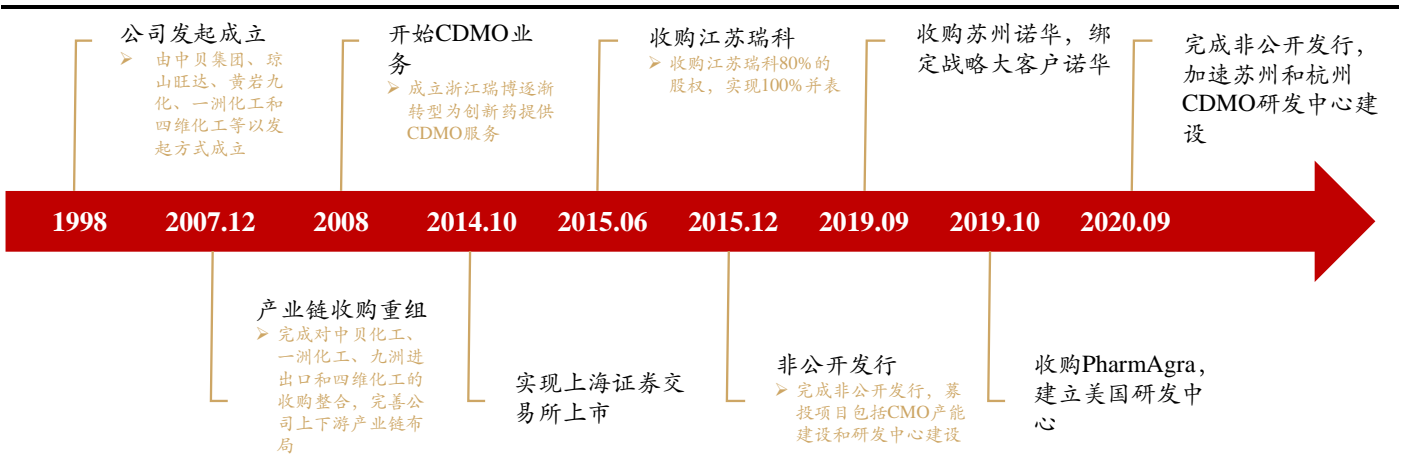 公司发起成立
➢ 由中贝集团、琼
山旺达、黄岩九
化、一洲化工和
四维化工等以发
起方式成立
开始CDMO业
务
➢ 成立浙江瑞博逐渐
转型为创新药提供
CDMO服务
收购江苏瑞科
➢ 收购江苏瑞科80%的
股权，实现100%并表
收购苏州诺华，绑
定战略大客户诺华
完成非公开发行，
加速苏州和杭州
CDMO研发中心建
设
1998 2007.12 2008 2014.10 2015.06 2015.12 2019.09 2019.10 2020.09
产业链收购重组
➢ 完成对中贝化工、
一洲化工、九洲进
出口和四维化工的
收购整合，完善公
司上下游产业链布
局
实现上海证券交
易所上市
非公开发行
➢ 完成非公开发行，募
投项目包括CMO产能
建设和研发中心建设
收购PharmAgra，
建立美国研发中
心